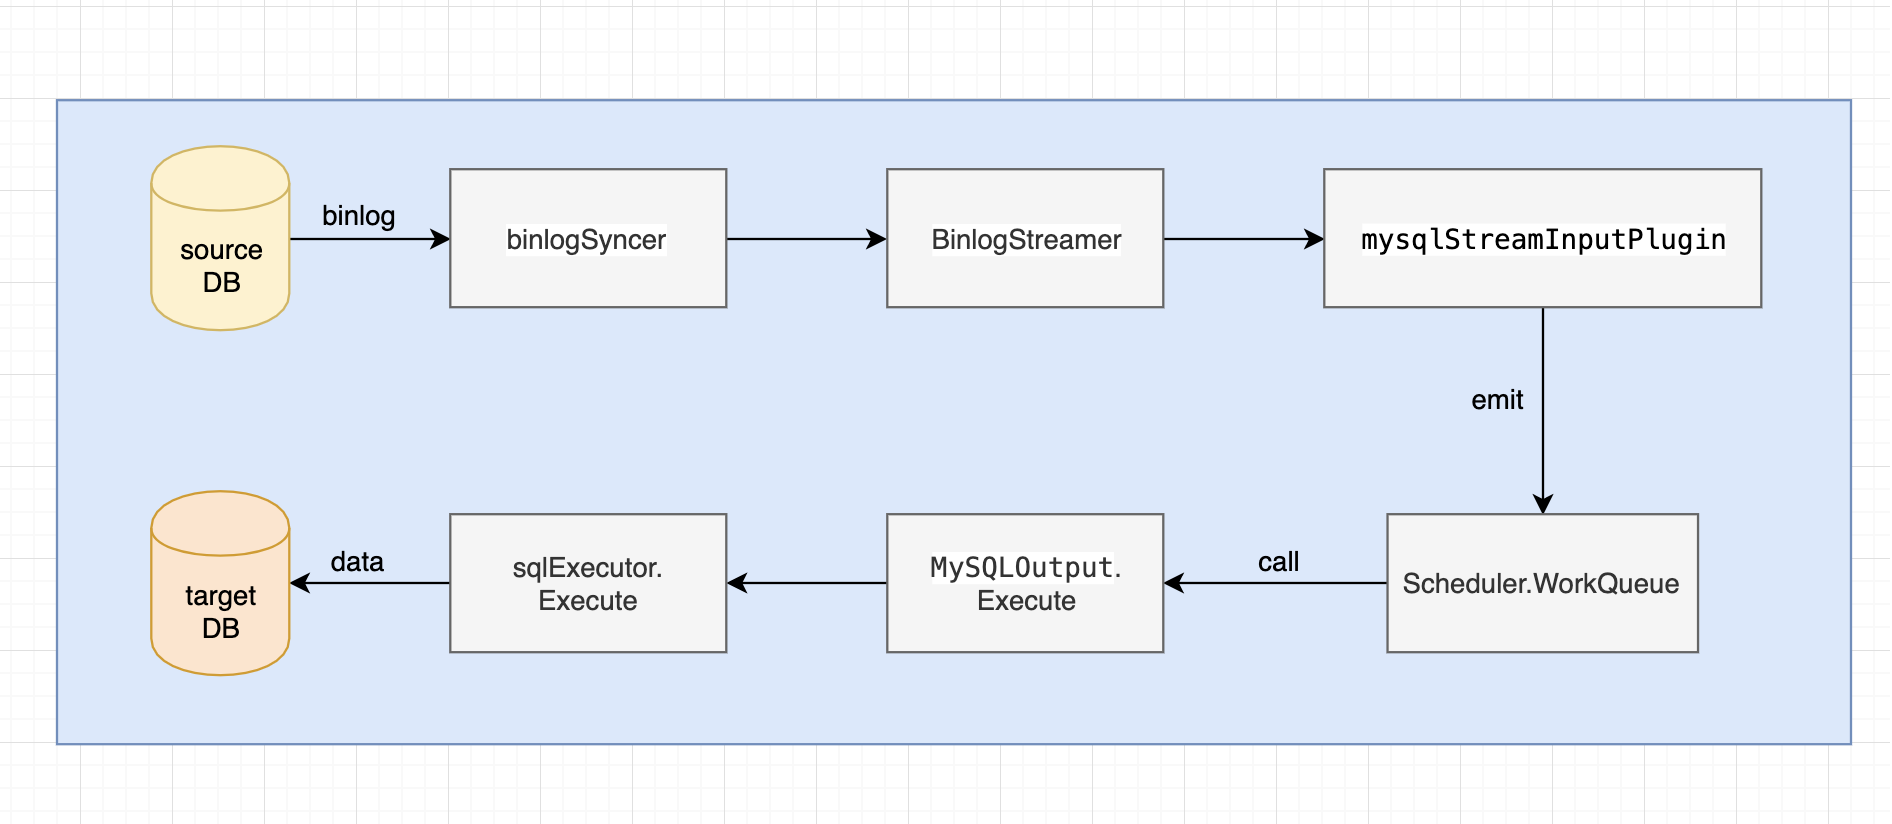 source
DB
binlog
binlogSyncer
BinlogStreamer
mysqlStreamInputPlugin
emit
target
DB
data
sqlExecutor.
Execute
MySQLOutput.
Execute
call
Scheduler.WorkQueue